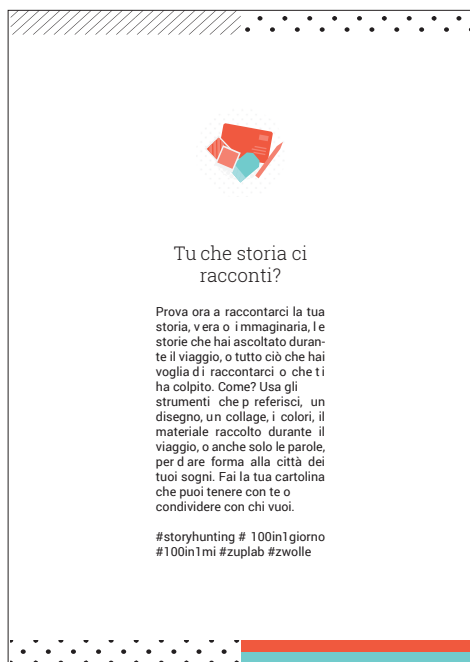 Tu che storia ci
racconti?
Prova ora a raccontarci la tua
storia, vera o immaginaria, le
storie che hai ascoltato duran-
te il viaggio, o tutto ciò che hai
voglia di raccontarci o che ti
ha colpito. Come? Usa gli
strumenti che preferisci, un
disegno, un collage, i colori, il
materiale raccolto durante il
viaggio, o anche solo le parole,
per dare forma alla città dei
tuoi sogni. Fai la tua cartolina
che puoi tenere con te o
condividere con chi vuoi.
#storyhunting # 100in1giorno
#100in1mi #zuplab #zwolle